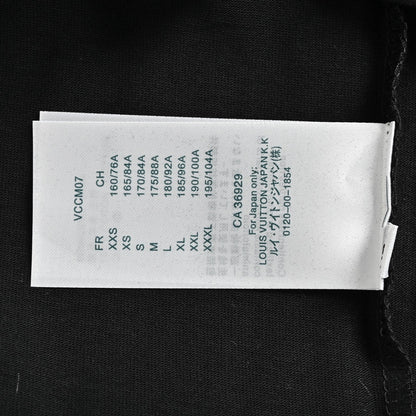 VCCM07
FR CH
XXS 160/76A
XS 165/84A
S 170/84A
M 175/88A
L 180/92A
XL 185/96A
XXL 190/100A
XXXL 195/104A
CA 36929
For Japan only:
LOUIS VUITTON JAPAN K.K
ルイ・ヴィトンジャパン(株)
0120-00-1854